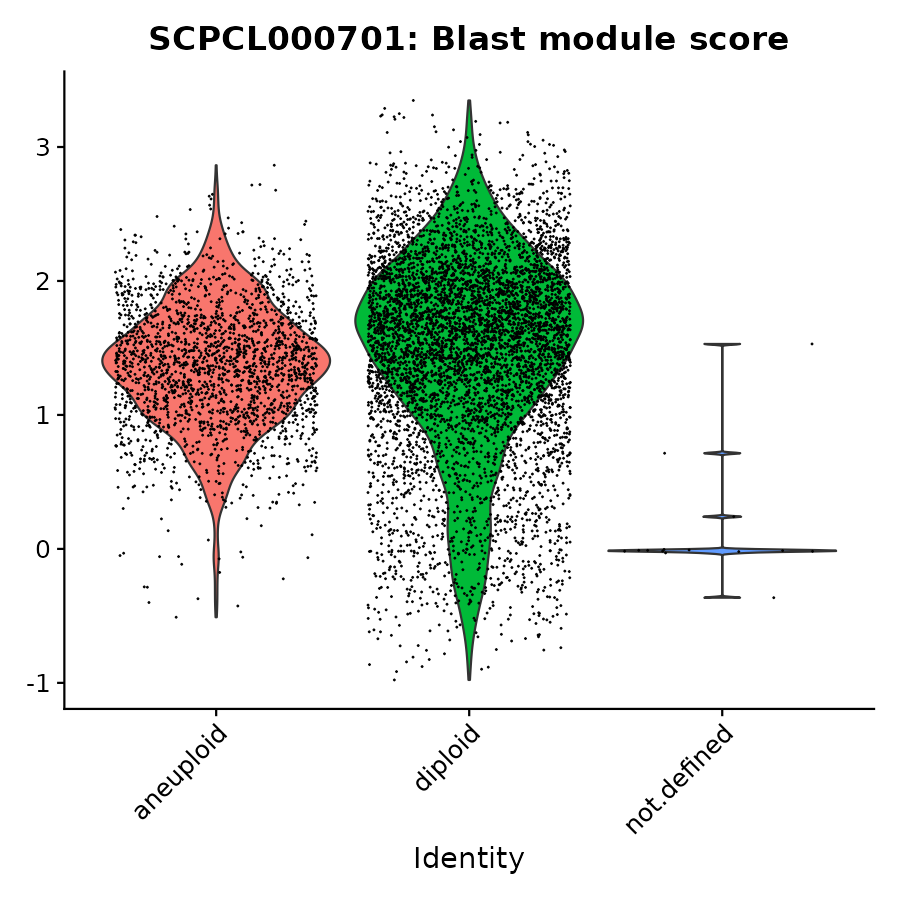 SCPCL000701: Blast module score
3
2
1
0
-1
aneuploid
diploid
not.defined
Identity